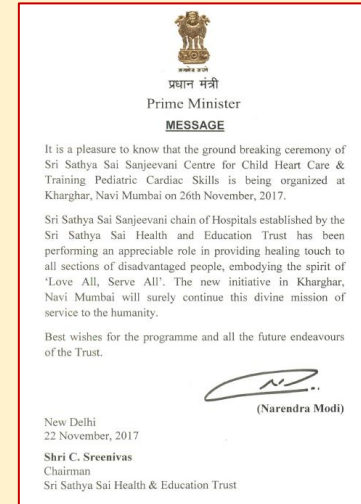 प्रधान मंत्री
Prime Minister
MESSAGE
It is a pleasure to know that the ground breaking ceremony of
Sri Sathya Sai Sanjeevani Centre for Child Heart Care &
Training Pediatric Cardiac Skills is being organized at
Kharghar, Navi Mumbai on 26th November, 2017.
Sri Sathya Sai Sanjeevani chain of Hospitals established by the
Sri Sathya Sai Health and Education Trust has been
performing an appreciable role in providing healing touch to
all sections of disadvantaged people, embodying the spirit of
‘Love All, Serve All’. The new initiative in Kharghar,
Navi Mumbai will surely continue this divine mission of
service to the humanity.
Best wishes for the programme and all the future endeavours
of the Trust.
(Narendra Modi)
New Delhi
22 November, 2017
Shri C. Sreenivas
Chairman
Sri Sathya Sai Health & Education Trust